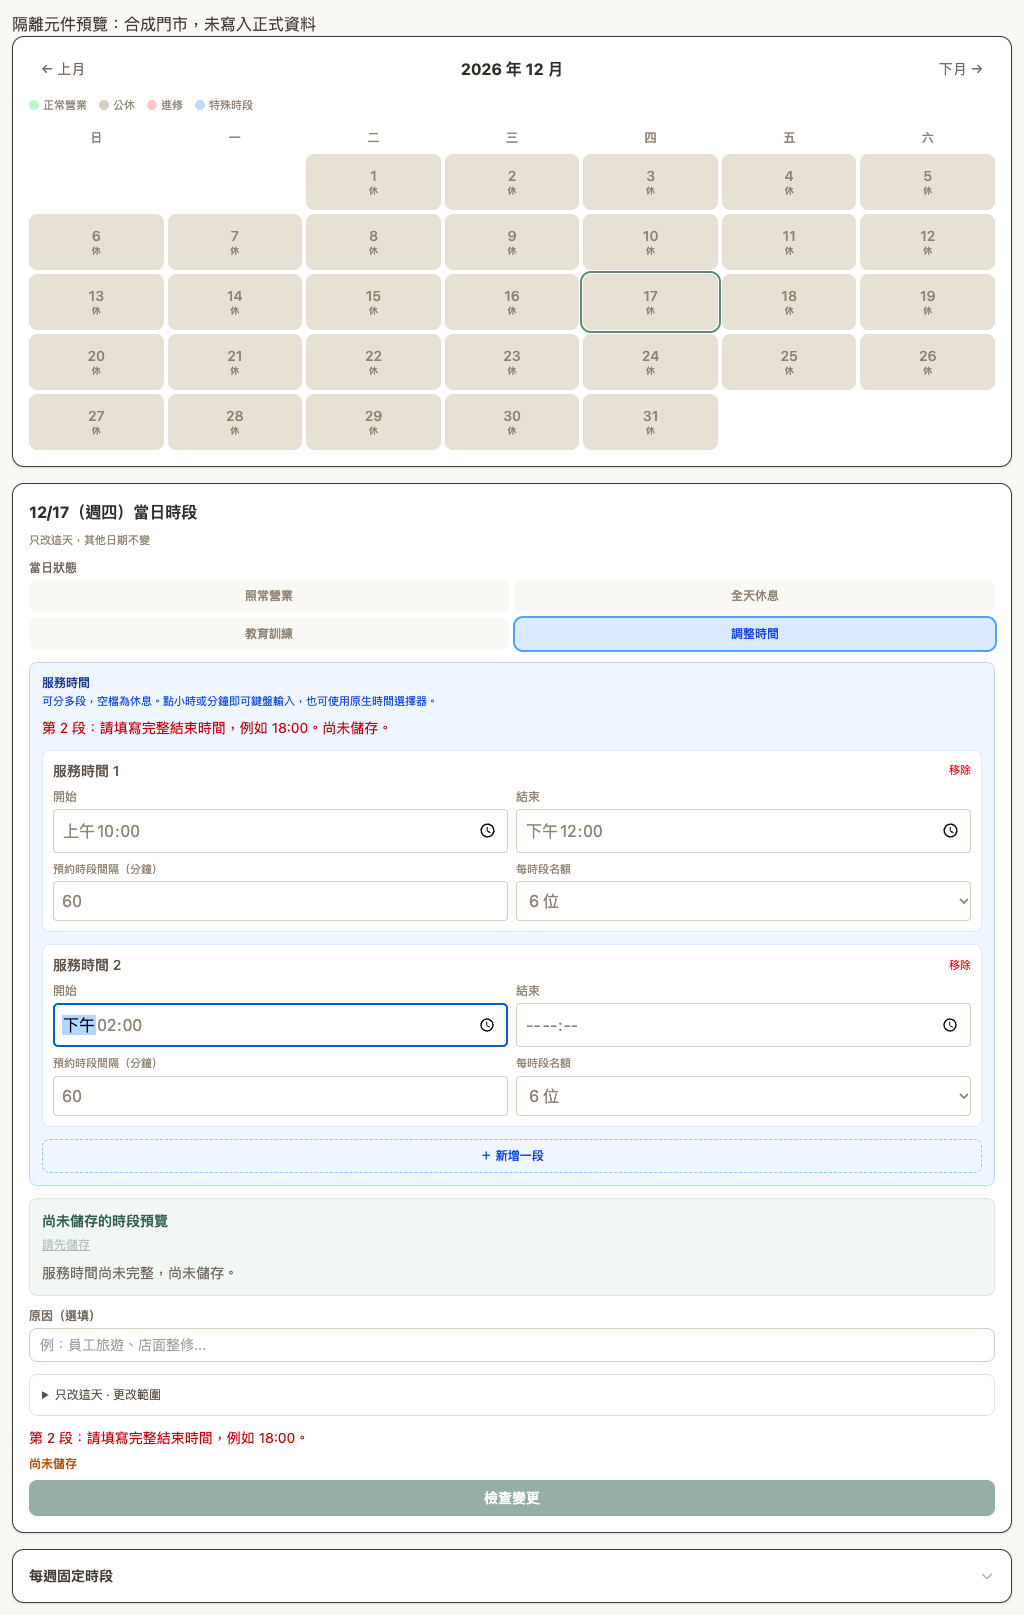 隔離元件預覽：合成門市，未寫入正式資料
← 上月 2026 年 12 月 下月 →
正常營業 公休 進修 特殊時段
日 一 二 三 四 五 六
1 2 3 4 5
休 休 休 休 休
6 7 8 9 10 11 12
休 休 休 休 休 休 休
13 14 15 16 17 18 19
休 休 休 休 休 休 休
20 21 22 23 24 25 26
休 休 休 休 休 休 休
27 28 29 30 31
休 休 休 休 休
12/17（週四）當日時段
只改這天，其他日期不變
當日狀態
照常營業 全天休息
教育訓練 調整時間
服務時間
可分多段，空檔為休息。點小時或分鐘即可鍵盤輸入，也可使用原生時間選擇器。
第 2 段：請填寫完整結束時間，例如 18:00。尚未儲存。
服務時間 1 移除
開始 結束
上午 10:00 下午 12:00
預約時段間隔（分鐘） 每時段名額
60 6 位
服務時間 2 移除
開始 結束
下午 02:00 -- --:--
預約時段間隔（分鐘） 每時段名額
60 6 位
＋ 新增一段
尚未儲存的時段預覽
請先儲存
服務時間尚未完整，尚未儲存。
原因（選填）
例：員工旅遊、店面整修...
▶ 只改這天 · 更改範圍
第 2 段：請填寫完整結束時間，例如 18:00。
尚未儲存
檢查變更
每週固定時段